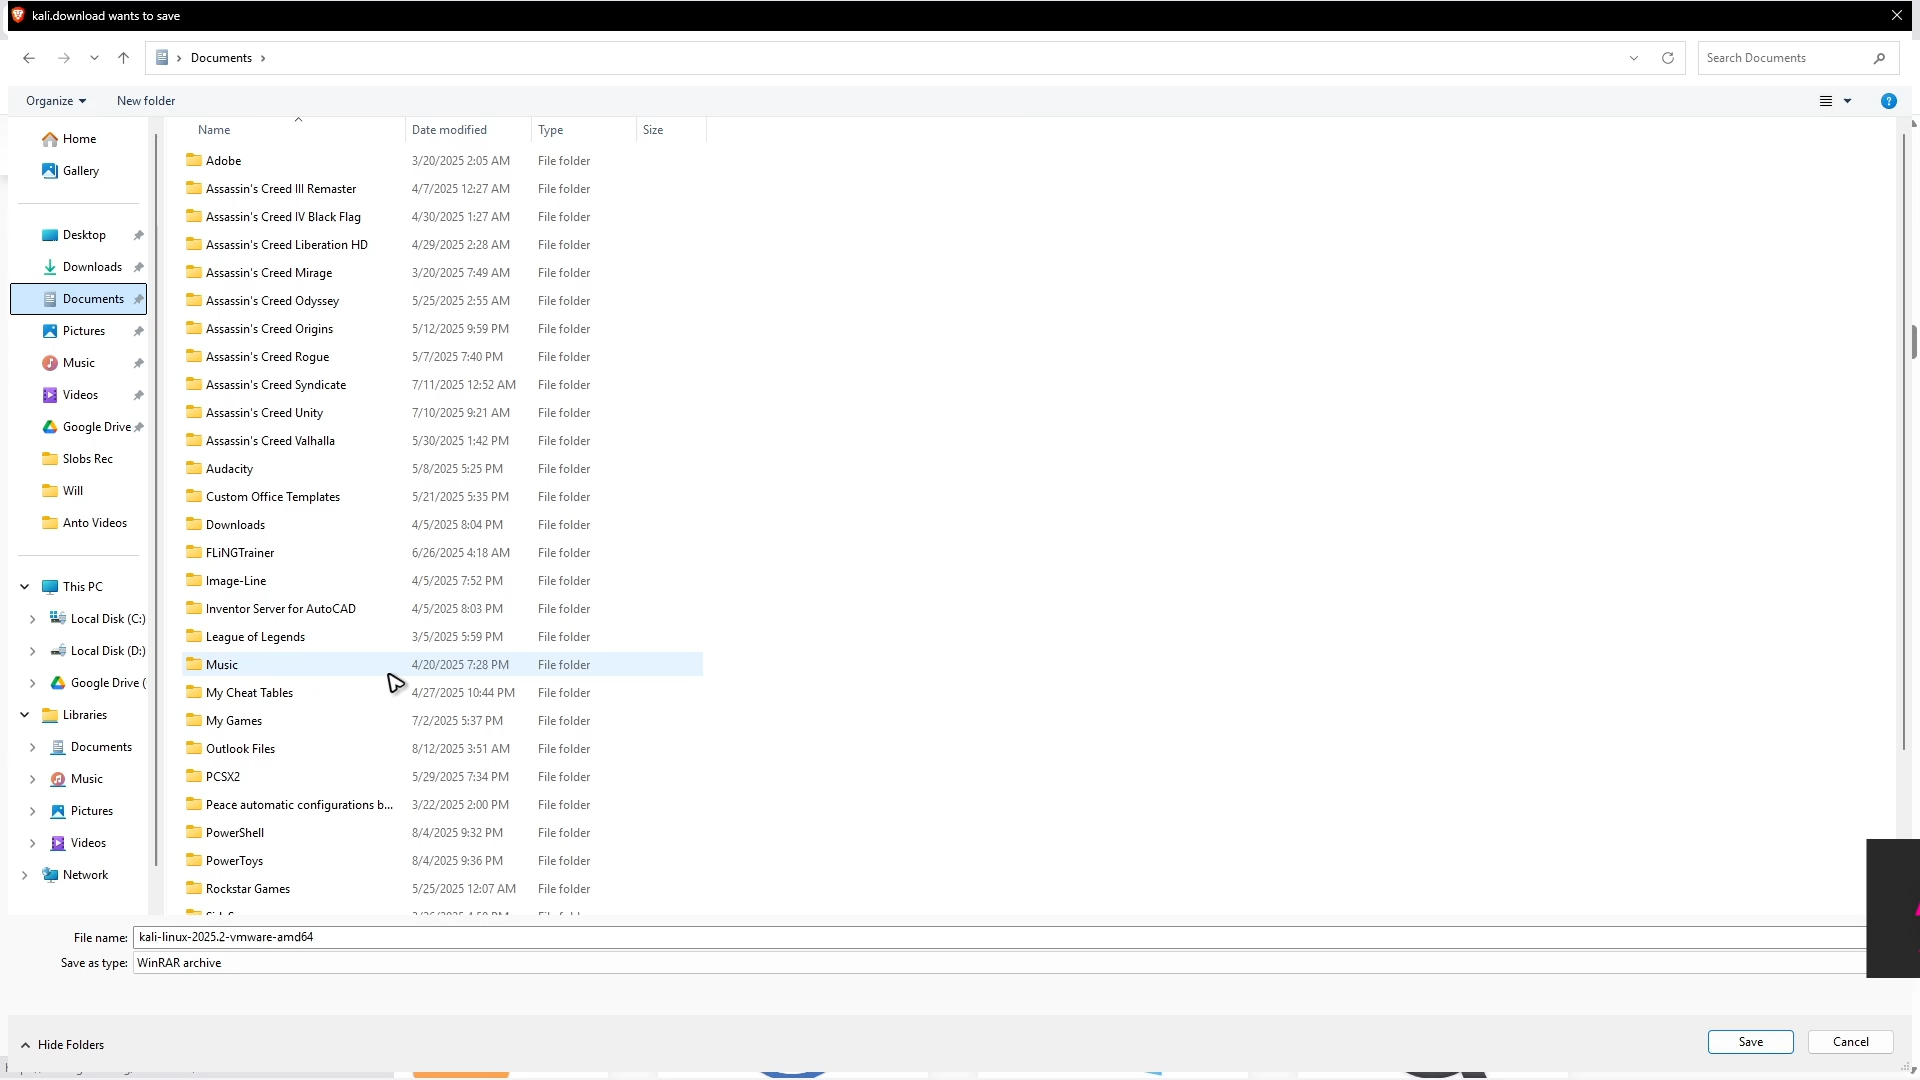 kali.download wants to save
Documents
Search Documents
Organize
New folder
Name
Date modified
Type
Size
Home
Gallery
Desktop
Downloads
Documents
Pictures
Music
Videos
Google Drive
Slobs Rec
Will
Anto Videos
This PC
Local Disk (C:)
Local Disk (D:)
Google Drive (
Libraries
Documents
Music
Pictures
Videos
Network
Adobe 3/20/2025 2:05 AM File folder
Assassin's Creed III Remaster 4/7/2025 12:27 AM File folder
Assassin's Creed IV Black Flag 4/30/2025 1:27 AM File folder
Assassin's Creed Liberation HD 4/29/2025 2:28 AM File folder
Assassin's Creed Mirage 3/20/2025 7:49 AM File folder
Assassin's Creed Odyssey 5/25/2025 2:55 AM File folder
Assassin's Creed Origins 5/12/2025 9:59 PM File folder
Assassin's Creed Rogue 5/7/2025 7:40 PM File folder
Assassin's Creed Syndicate 7/11/2025 12:52 AM File folder
Assassin's Creed Unity 7/10/2025 9:21 AM File folder
Assassin's Creed Valhalla 5/30/2025 1:42 PM File folder
Audacity 5/8/2025 5:25 PM File folder
Custom Office Templates 5/21/2025 5:35 PM File folder
Downloads 4/5/2025 8:04 PM File folder
FLiNGTrainer 6/26/2025 4:18 AM File folder
Image-Line 4/5/2025 7:52 PM File folder
Inventor Server for AutoCAD 4/5/2025 8:03 PM File folder
League of Legends 3/5/2025 5:59 PM File folder
Music 4/20/2025 7:28 PM File folder
My Cheat Tables 4/27/2025 10:44 PM File folder
My Games 7/2/2025 5:37 PM File folder
Outlook Files 8/12/2025 3:51 AM File folder
PCSX2 5/29/2025 7:34 PM File folder
Peace automatic configurations b... 3/22/2025 2:00 PM File folder
PowerShell 8/4/2025 9:32 PM File folder
PowerToys 8/4/2025 9:36 PM File folder
Rockstar Games 5/25/2025 12:07 AM File folder
File name: kali-linux-2025.2-vmware-amd64
Save as type: WinRAR archive
Hide Folders
Save
Cancel